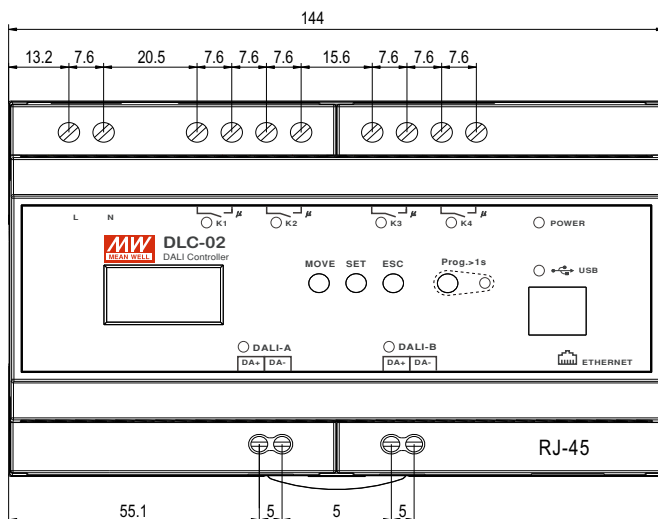 144
13.2 7.6 20.5 7.6 7.6 7.6 15.6 7.6 7.6 7.6
L N K1 μ K2 μ K3 μ K4 μ POWER
MW
MEAN WELL
DLC-02
DALI Controller
MOVE SET ESC Prog.>1s
USB
DALI-A DALI-B
DA+ DA- DA+ DA-
ETHERNET
RJ-45
55.1 5 5 5